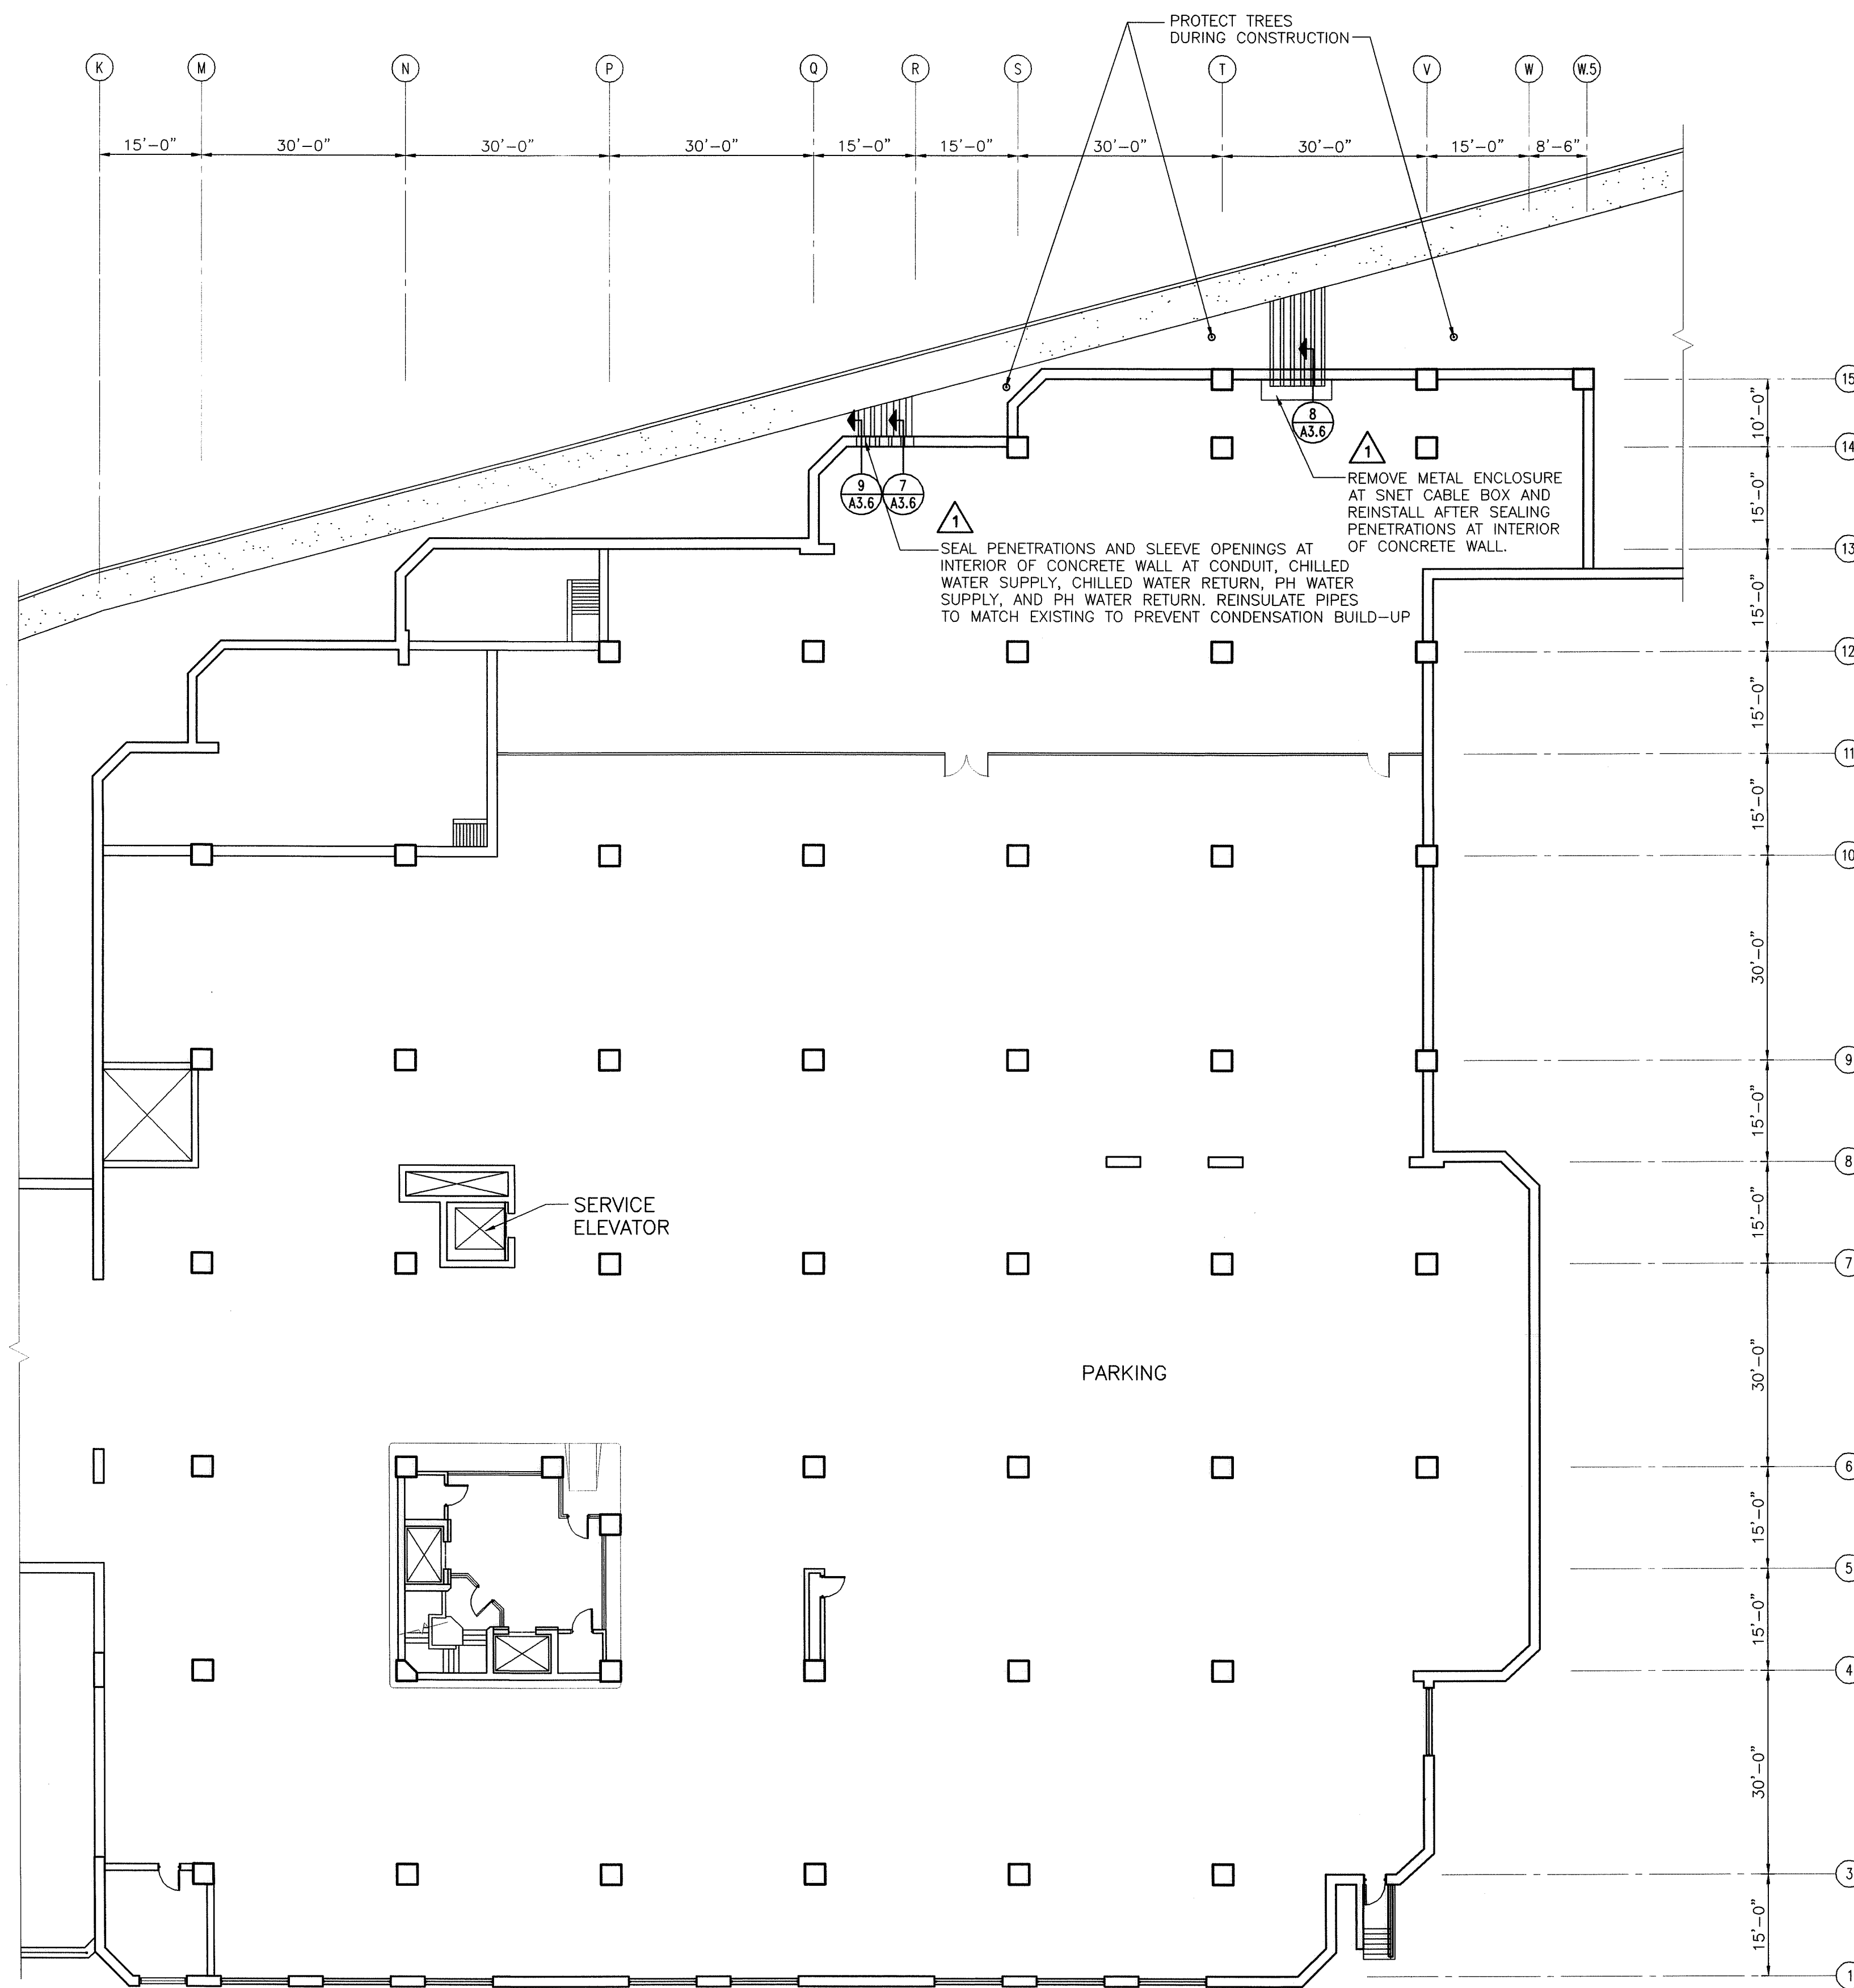 PROTECT TREES
DURING CONSTRUCTION
K M N P Q R S T V W W.5
15'-0" 30'-0" 30'-0" 30'-0" 15'-0" 15'-0" 30'-0" 30'-0" 15'-0" 8'-6"
15
10'-0"
8
A3.6
14
1
REMOVE METAL ENCLOSURE
AT SNET CABLE BOX AND
REINSTALL AFTER SEALING
PENETRATIONS AT INTERIOR
OF CONCRETE WALL.
9
A3.6
7
A3.6
15'-0"
1
SEAL PENETRATIONS AND SLEEVE OPENINGS AT
INTERIOR OF CONCRETE WALL AT CONDUIT, CHILLED
WATER SUPPLY, CHILLED WATER RETURN, PH WATER
SUPPLY, AND PH WATER RETURN. REINSULATE PIPES
TO MATCH EXISTING TO PREVENT CONDENSATION BUILD-UP
13
15'-0"
12
15'-0"
11
15'-0"
10
30'-0"
9
15'-0"
8
SERVICE
ELEVATOR
15'-0"
7
PARKING
30'-0"
6
15'-0"
5
15'-0"
4
30'-0"
3
15'-0"
1